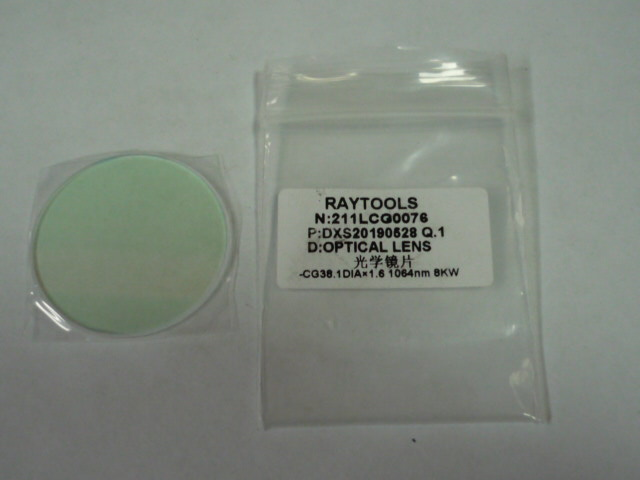 RAYTOOLS
N:211LCG0076
P:DXS20190528 Q.1
D:OPTICAL LENS
光学镜片
-CG38.1DIA×1.6 1064nm 8KW